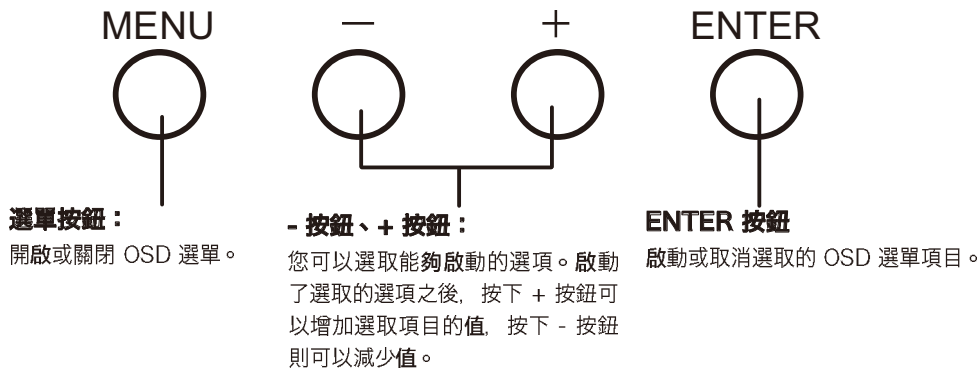 MENU
—
+
ENTER
選單按鈕：
開啟或關閉 OSD 選單。
- 按鈕、+ 按鈕：
您可以選取能夠啟動的選項。啟動
了選取的選項之後, 按下 + 按鈕可
以增加選取項目的值, 按下 - 按鈕
則可以減少值。
ENTER 按鈕
啟動或取消選取的 OSD 選單項目。